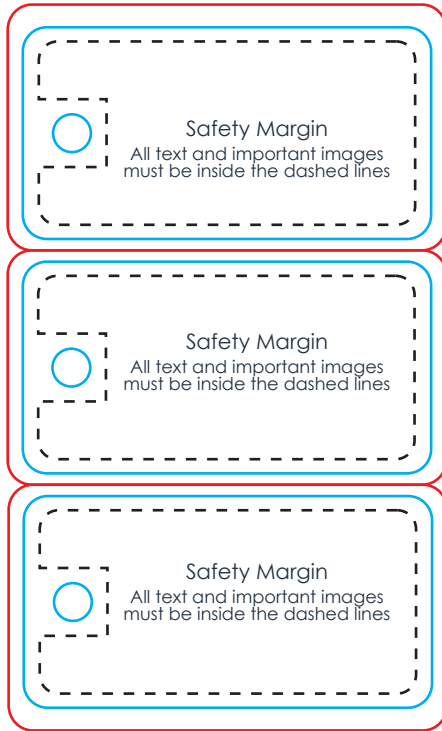 Safety Margin
All text and important images
must be inside the dashed lines
Safety Margin
All text and important images
must be inside the dashed lines
Safety Margin
All text and important images
must be inside the dashed lines